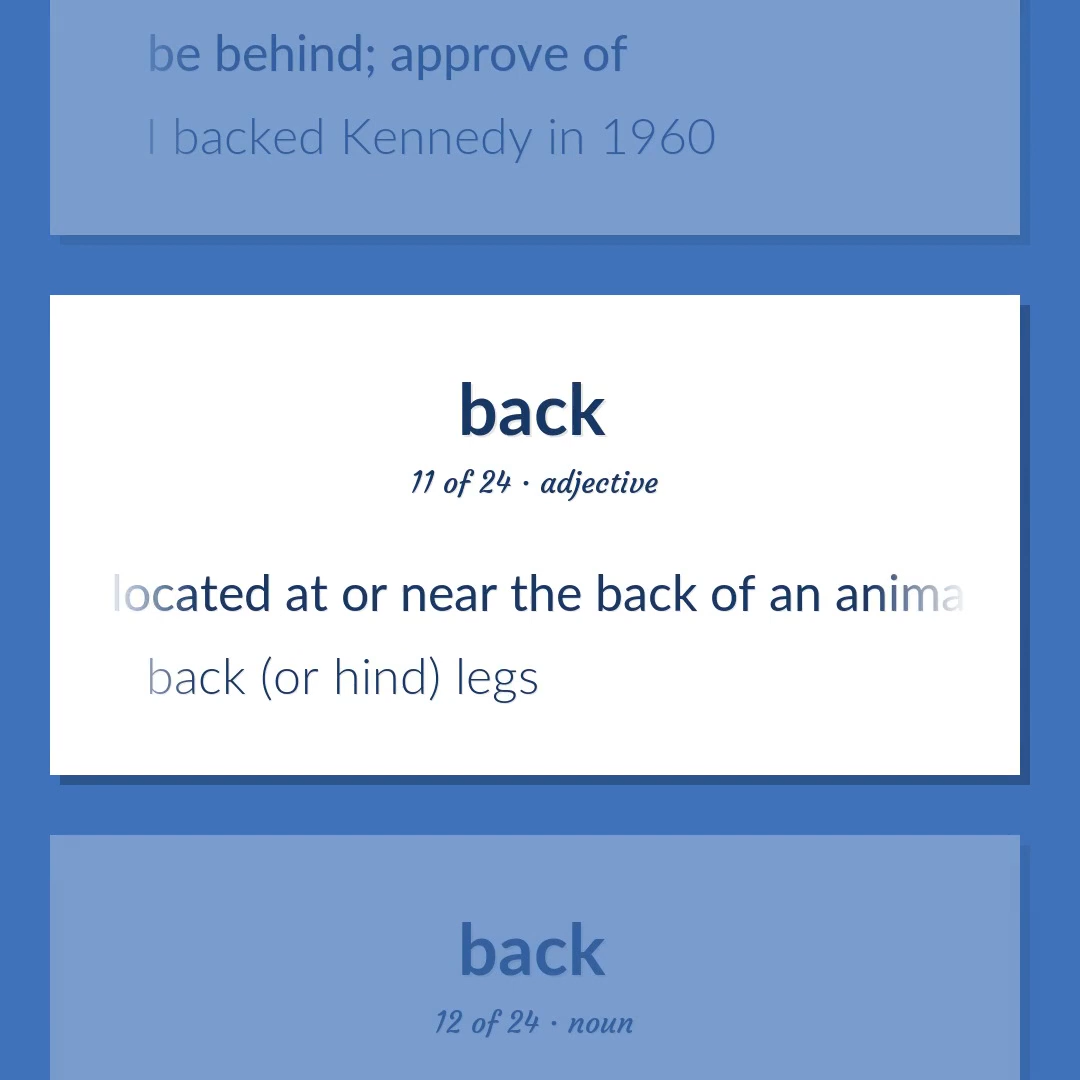 be behind; approve of
I backed Kennedy in 1960
back
11 of 24 · adjective
located at or near the back of an anima
back (or hind) legs
back
12 of 24 · noun